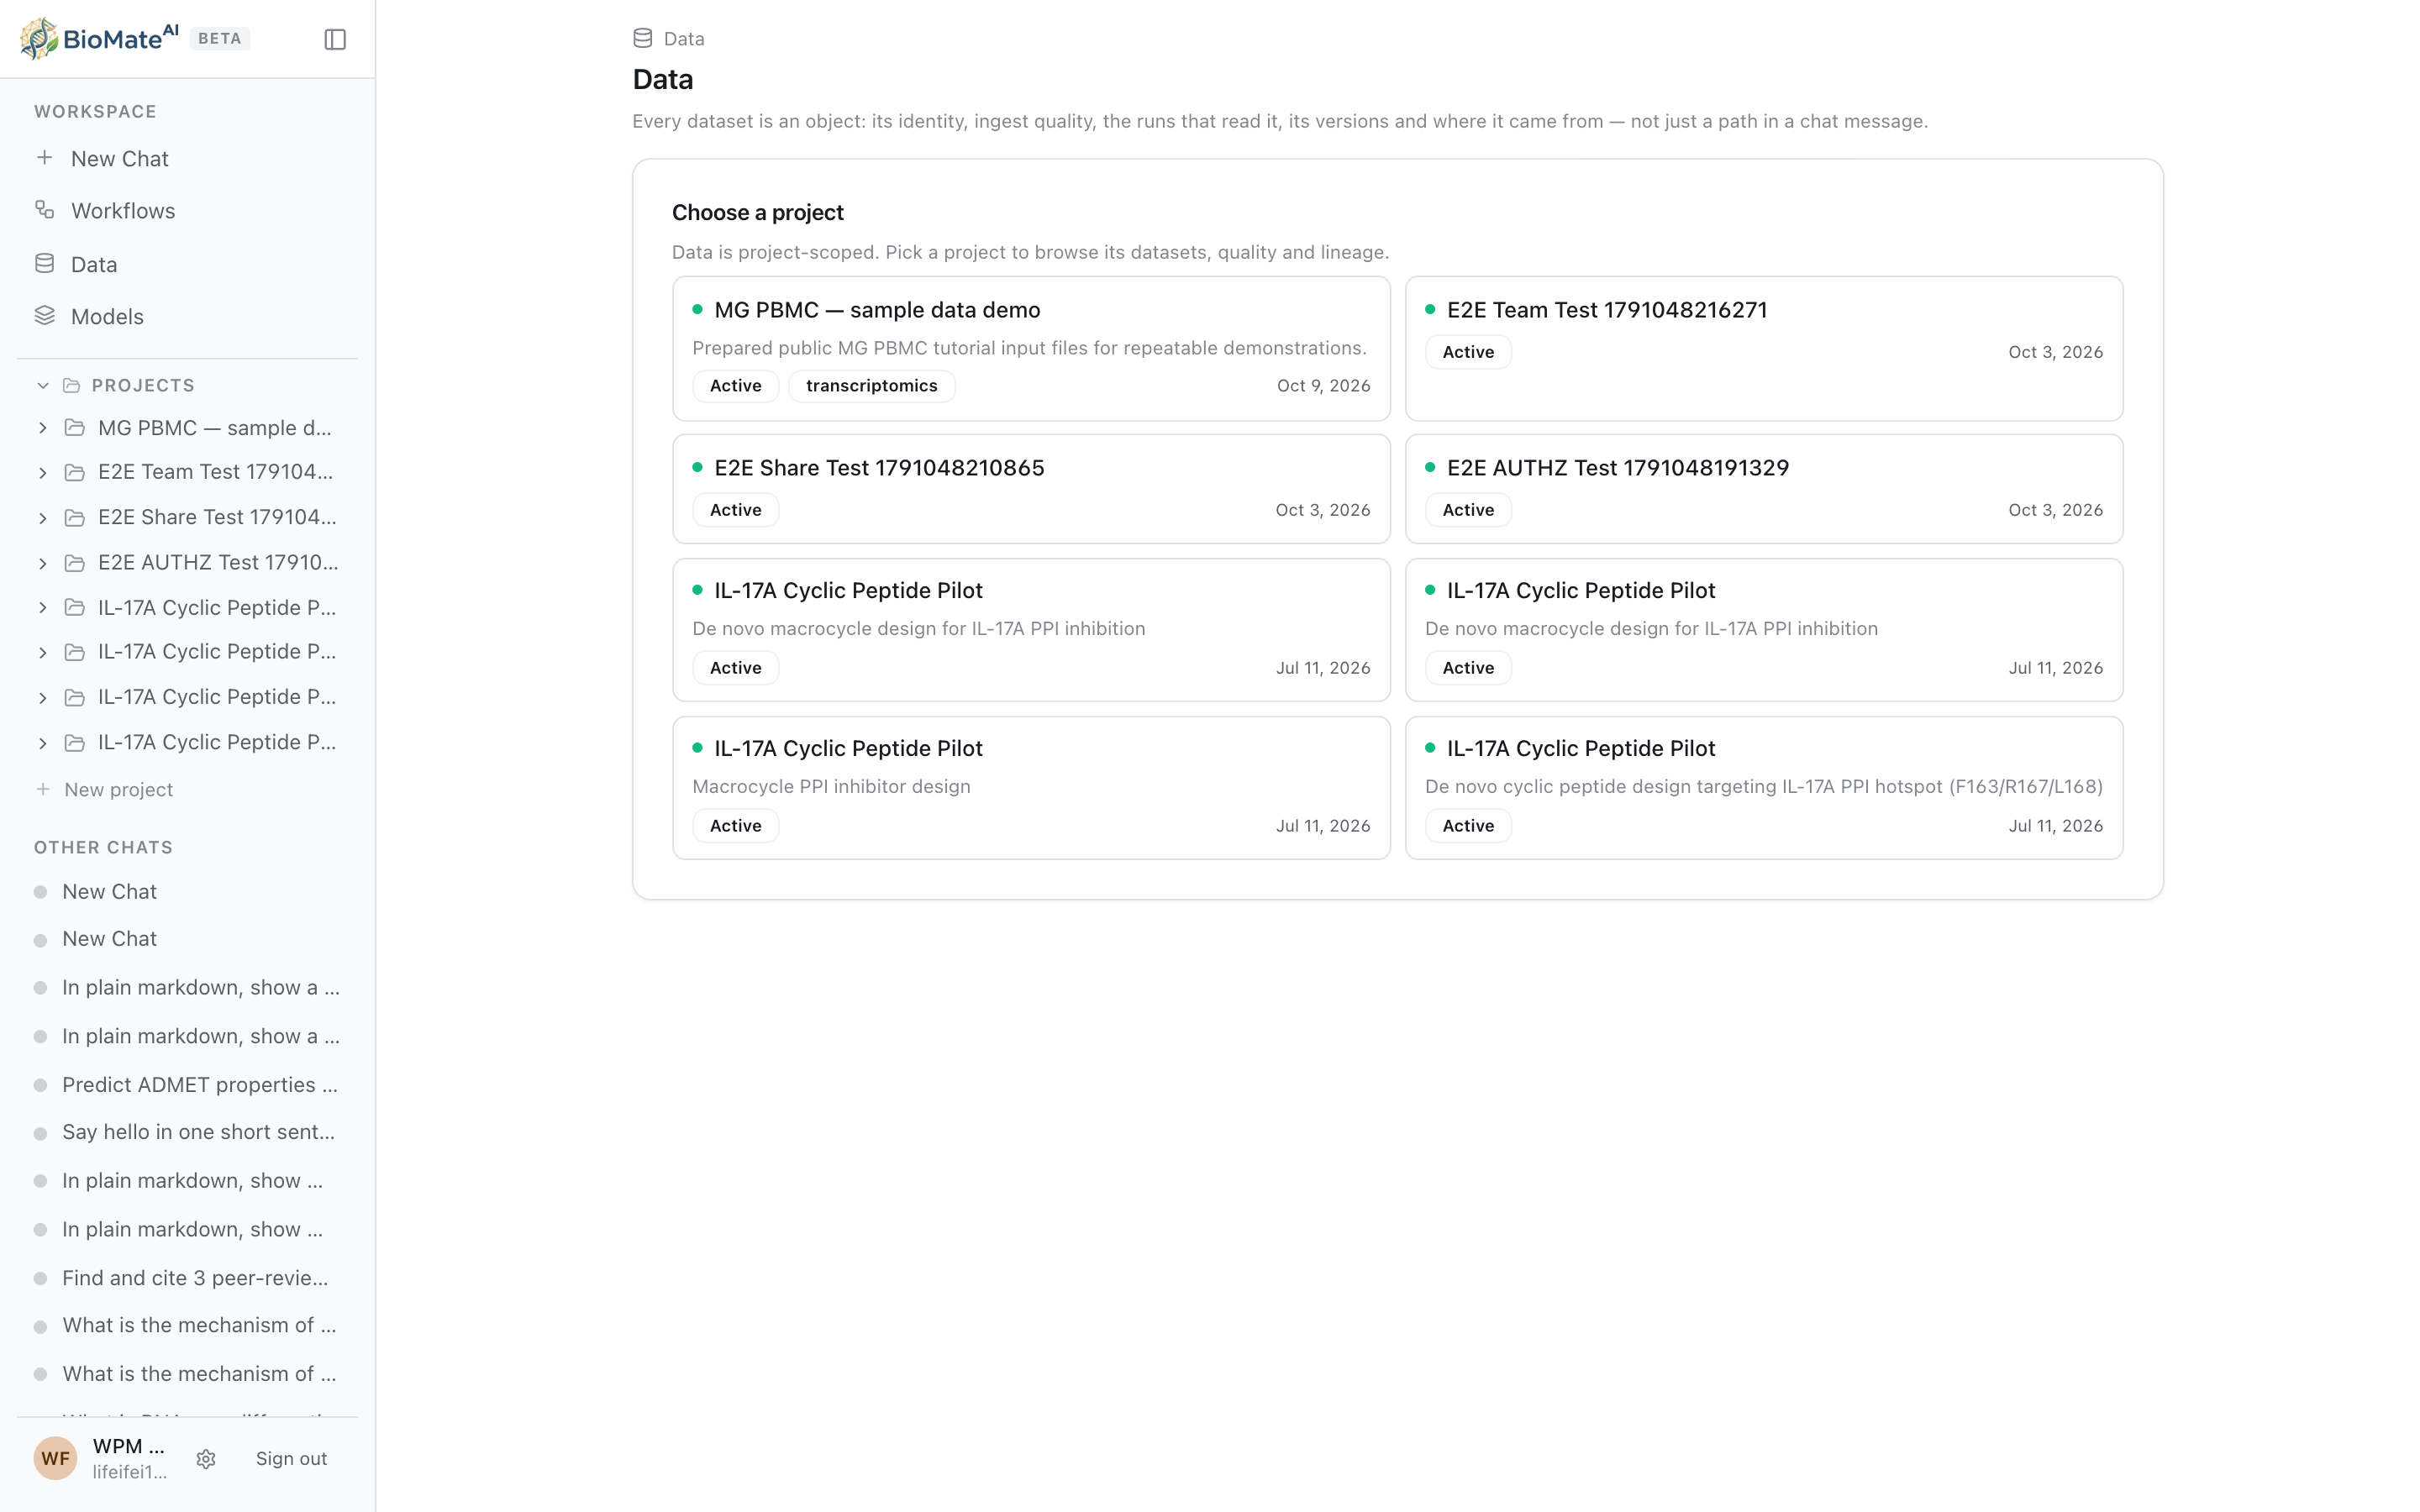 BioMate AI BETA
WORKSPACE
New Chat
Workflows
Data
Models
PROJECTS
MG PBMC — sample d...
E2E Team Test 179104...
E2E Share Test 179104...
E2E AUTHZ Test 17910...
IL-17A Cyclic Peptide P...
IL-17A Cyclic Peptide P...
IL-17A Cyclic Peptide P...
IL-17A Cyclic Peptide P...
New project
OTHER CHATS
New Chat
New Chat
In plain markdown, show a ...
In plain markdown, show a ...
Predict ADMET properties ...
Say hello in one short sent...
In plain markdown, show ...
In plain markdown, show ...
Find and cite 3 peer-revie...
What is the mechanism of ...
What is the mechanism of ...
WF
WPM ...
lifeifei1...
Sign out
Data
Data
Every dataset is an object: its identity, ingest quality, the runs that read it, its versions and where it came from — not just a path in a chat message.
Choose a project
Data is project-scoped. Pick a project to browse its datasets, quality and lineage.
MG PBMC — sample data demo
Prepared public MG PBMC tutorial input files for repeatable demonstrations.
Active transcriptomics Oct 9, 2026
E2E Team Test 1791048216271
Active Oct 3, 2026
E2E Share Test 1791048210865
Active Oct 3, 2026
E2E AUTHZ Test 1791048191329
Active Oct 3, 2026
IL-17A Cyclic Peptide Pilot
De novo macrocycle design for IL-17A PPI inhibition
Active Jul 11, 2026
IL-17A Cyclic Peptide Pilot
De novo macrocycle design for IL-17A PPI inhibition
Active Jul 11, 2026
IL-17A Cyclic Peptide Pilot
Macrocycle PPI inhibitor design
Active Jul 11, 2026
IL-17A Cyclic Peptide Pilot
De novo cyclic peptide design targeting IL-17A PPI hotspot (F163/R167/L168)
Active Jul 11, 2026